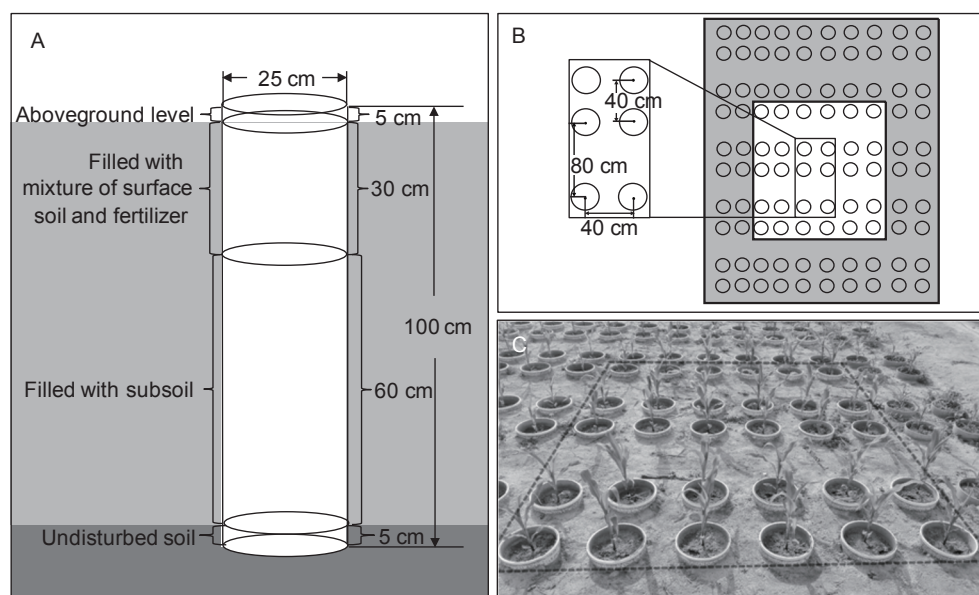 A
25 cm
Aboveground level
5 cm
Filled with
mixture of surface
soil and fertilizer
30 cm
100 cm
Filled with subsoil
60 cm
Undisturbed soil
5 cm
B
40 cm
80 cm
40 cm
C